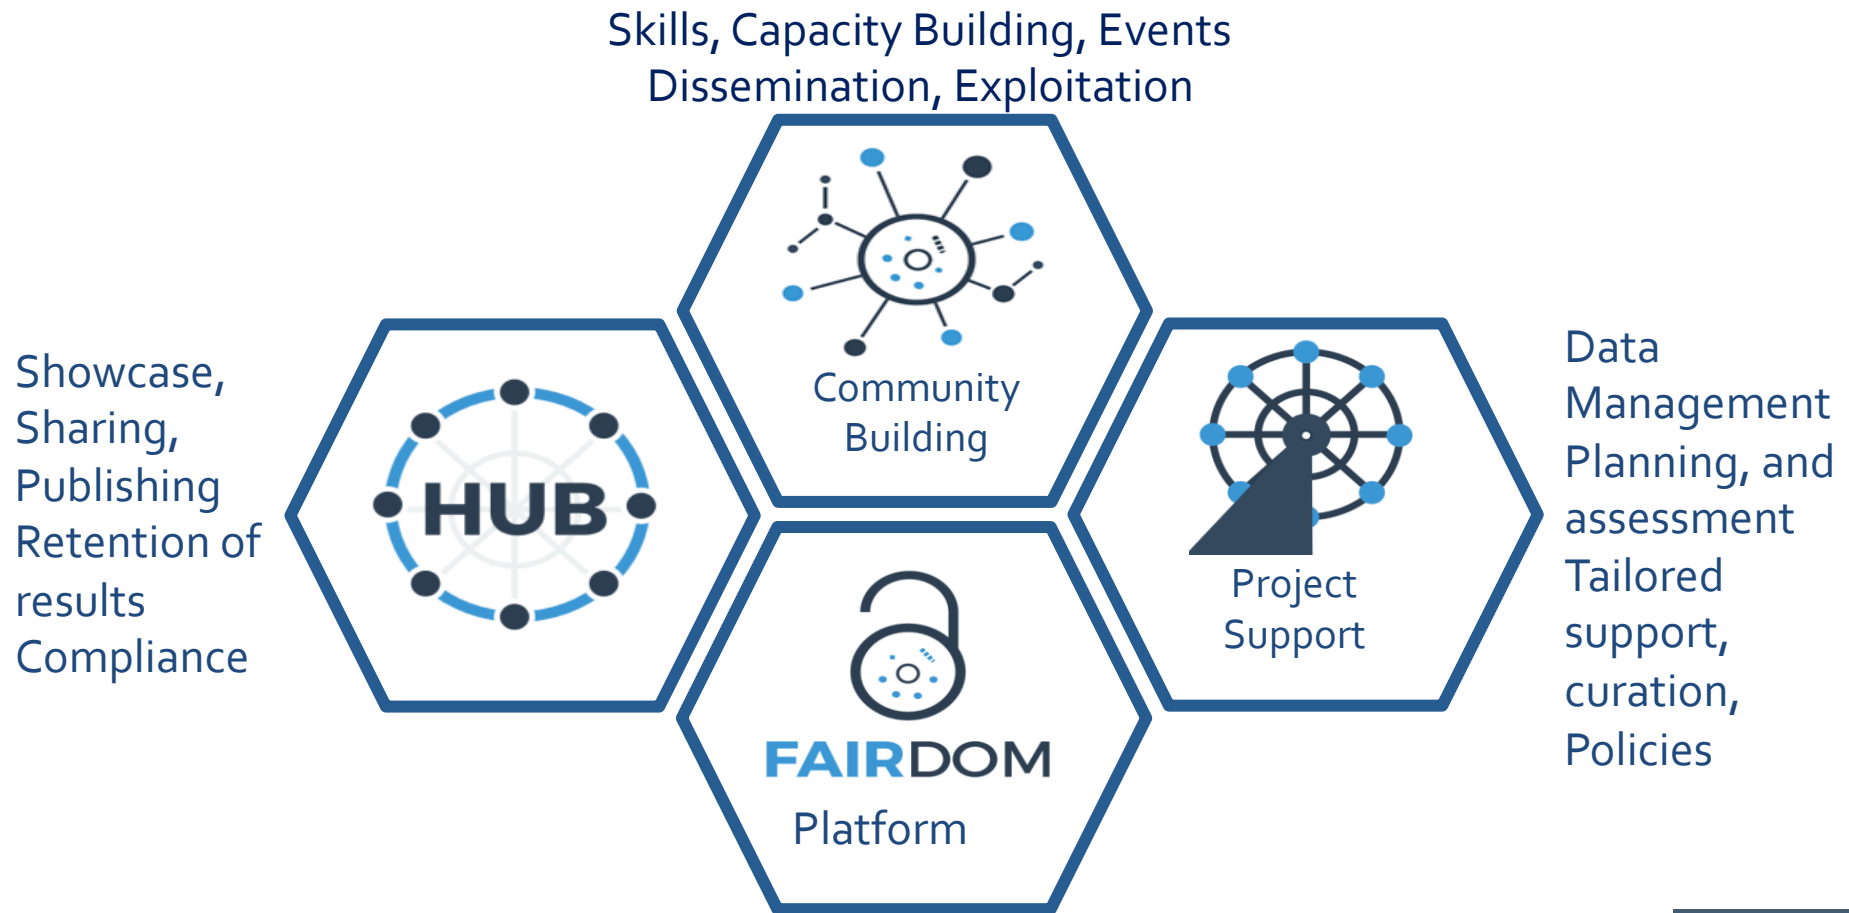 Skills, Capacity Building, Events
Dissemination, Exploitation
Community
Building
Showcase,
Sharing,
Publishing
Retention of
results
Compliance
HUB
Project
Support
Data
Management
Planning, and
assessment
Tailored
support,
curation,
Policies
FAIRDOM
Platform